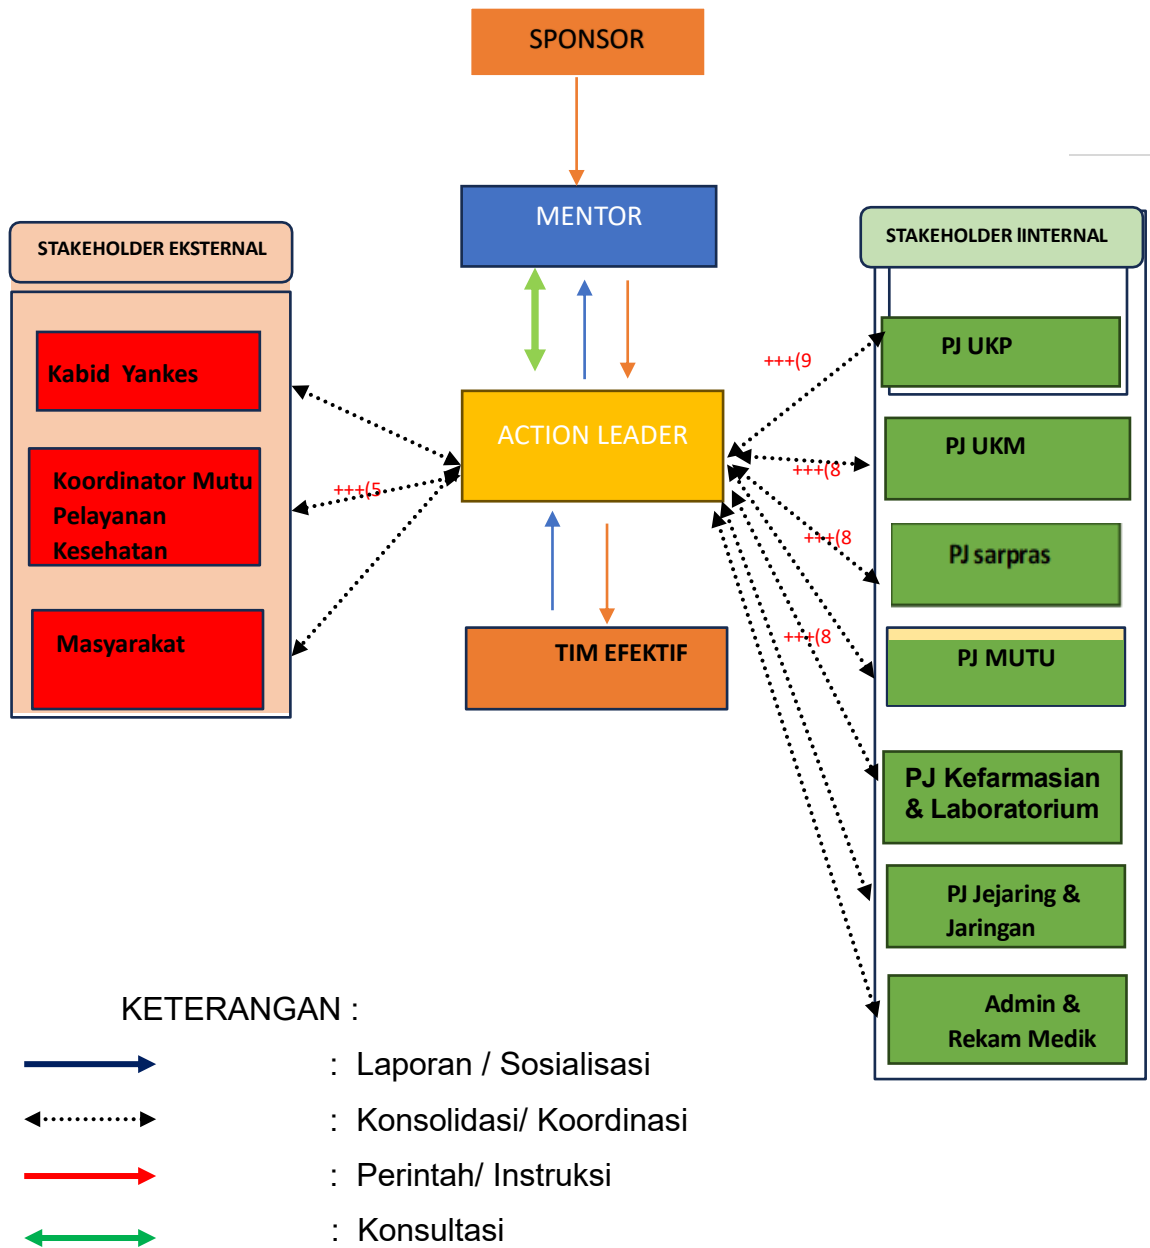 SPONSOR
MENTOR
STAKEHOLDER EKSTERNAL
STAKEHOLDER IINTERNAL
Kabid Yankes
Koordinator Mutu
Pelayanan
Kesehatan
Masyarakat
ACTION LEADER
TIM EFEKTIF
+++(5
+++(9
+++(8
+++(8
+++(8
PJ UKP
PJ UKM
PJ sarpras
PJ MUTU
PJ Kefarmasian
& Laboratorium
PJ Jejaring &
Jaringan
Admin &
Rekam Medik
KETERANGAN :
: Laporan / Sosialisasi
: Konsolidasi/ Koordinasi
: Perintah/ Instruksi
: Konsultasi